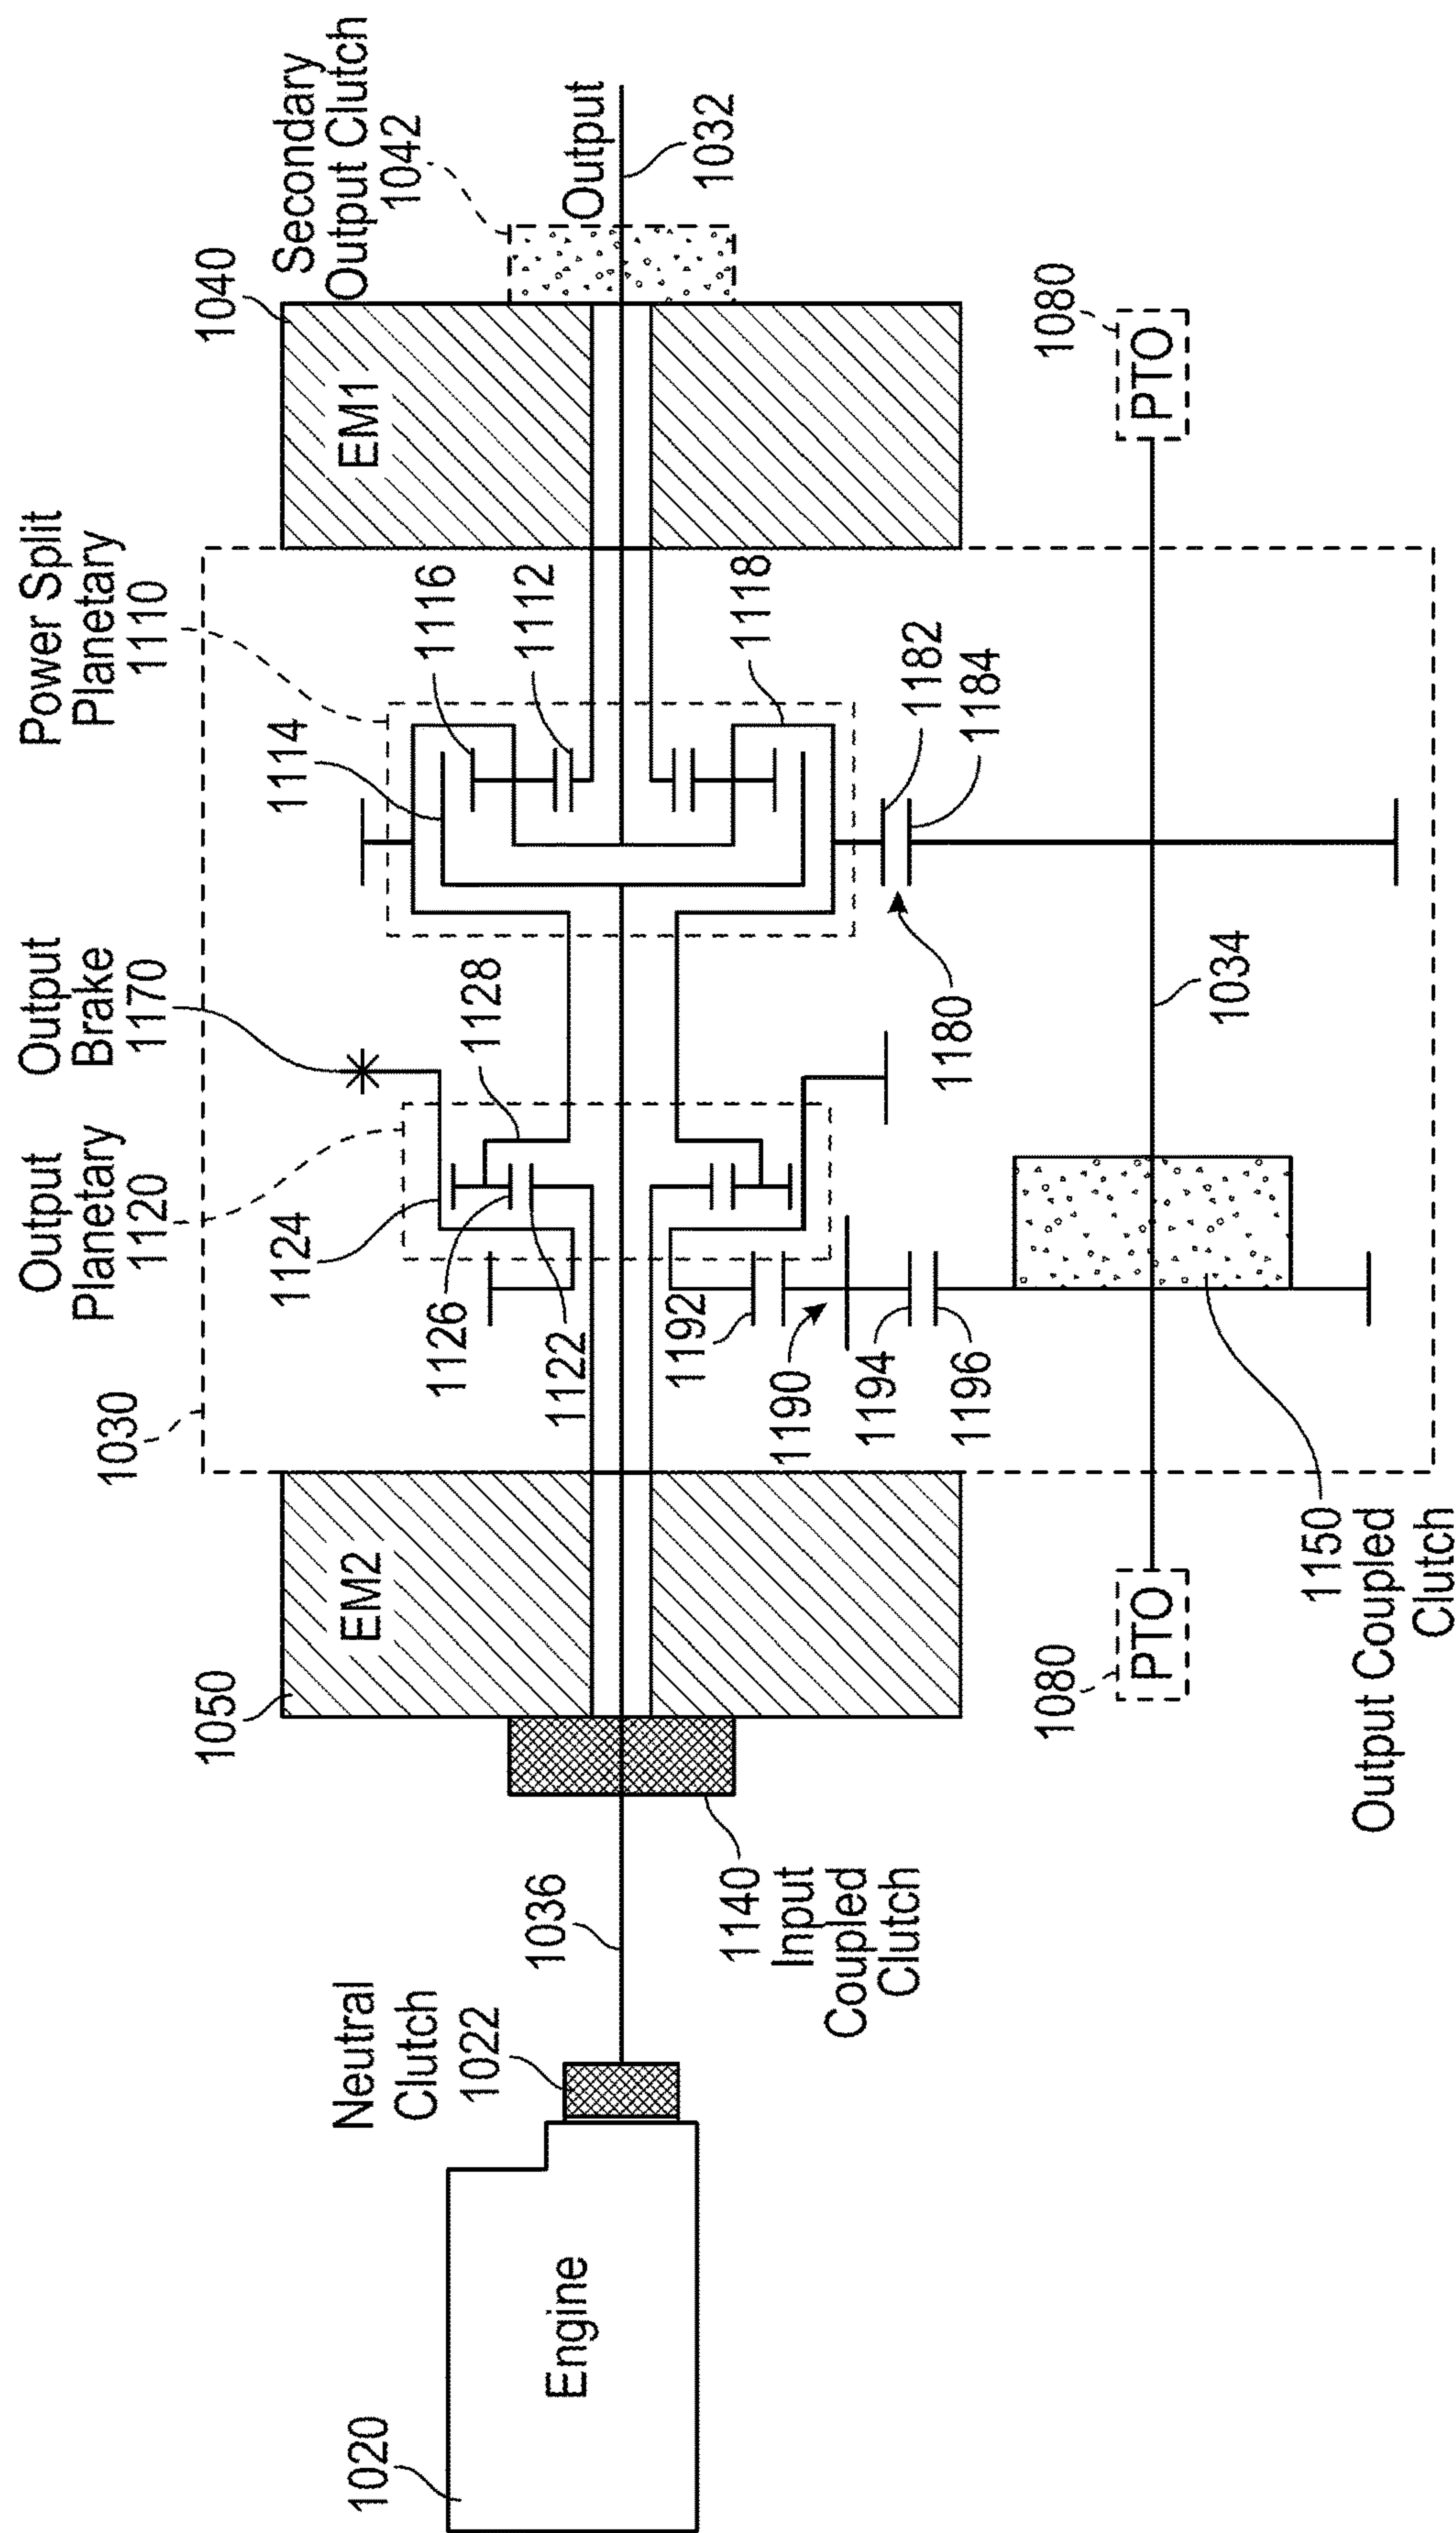 Engine
1020
Neutral
Clutch
1022
1036
1140
Input
Coupled
Clutch
1050
EM2
1030
Output
Planetary
1120
1124
1126
1122
1128
Output
Brake
1170
1192
1190
1194
1196
1080
PTO
1150
Output Coupled
Clutch
Power Split
Planetary
1110
1114
1116
1112
1118
1182
1184
1180
1034
1040
EM1
Secondary
Output Clutch
1042
Output
1032
1080
PTO